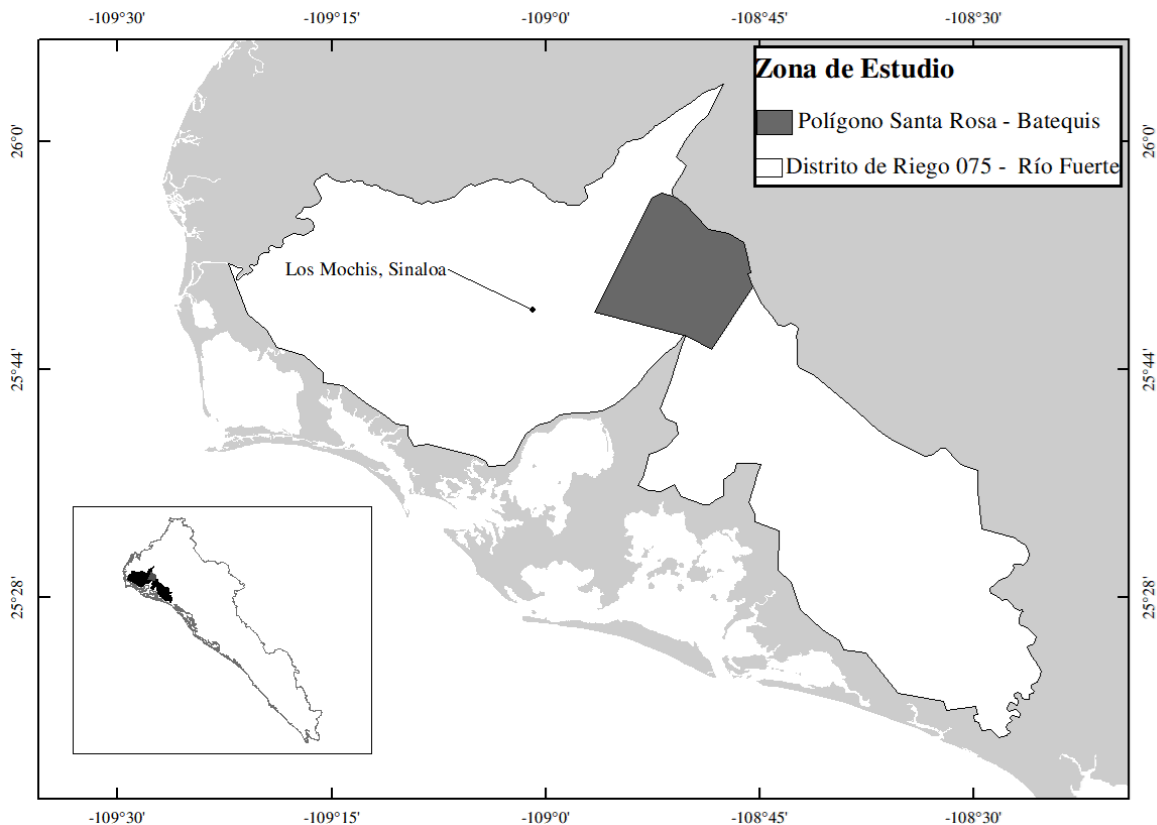 -109°30' -109°15' -109°0' -108°45' -108°30'
Zona de Estudio
Polígono Santa Rosa - Batequis
Distrito de Riego 075 - Río Fuerte
26°0' 26°0'
Los Mochis, Sinaloa
25°44' 25°44'
25°28' 25°28'
-109°30' -109°15' -109°0' -108°45' -108°30'